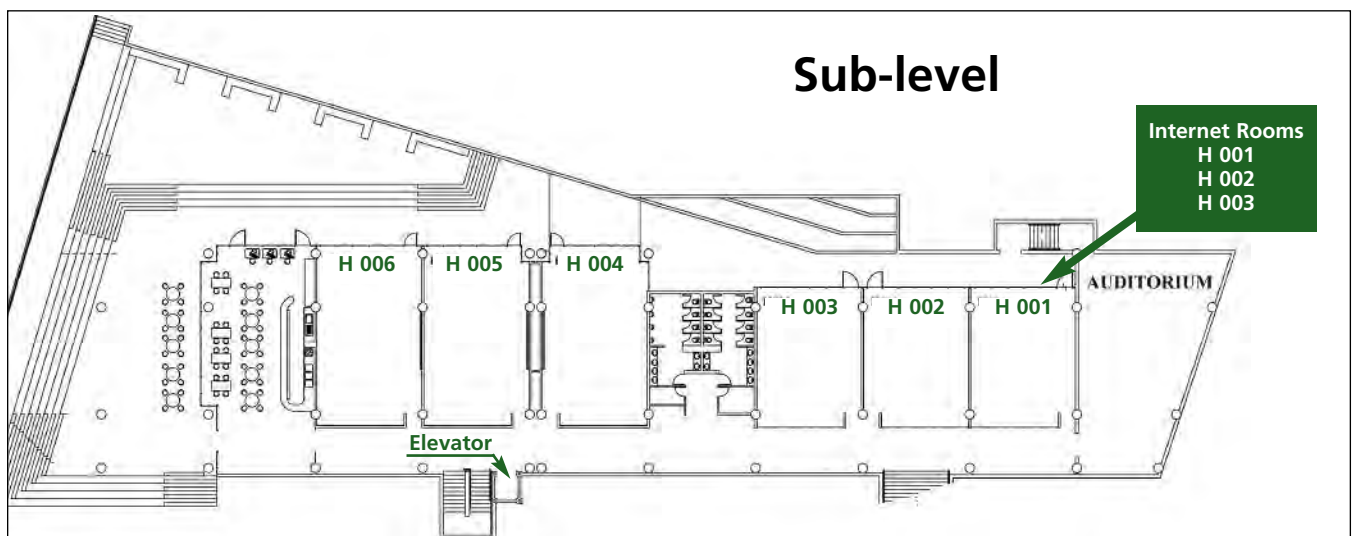 Sub-level
Internet Rooms
H 001
H 002
H 003
H 006
H 005
H 004
AUDITORIUM
H 003
H 002
H 001
Elevator